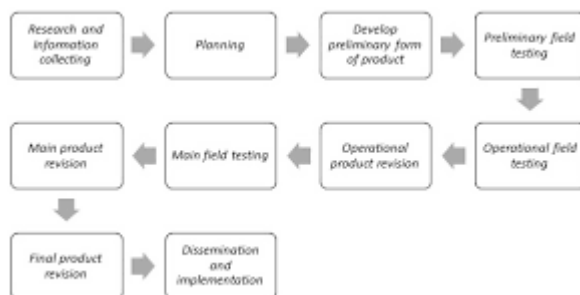 Research and
information
collecting
Planning
Develop
preliminary form
of product
Preliminary field
testing
Operational field
testing
Operational
product revision
Main field testing
Main product
revision
Final product
revision
Dissemination
and
implementation